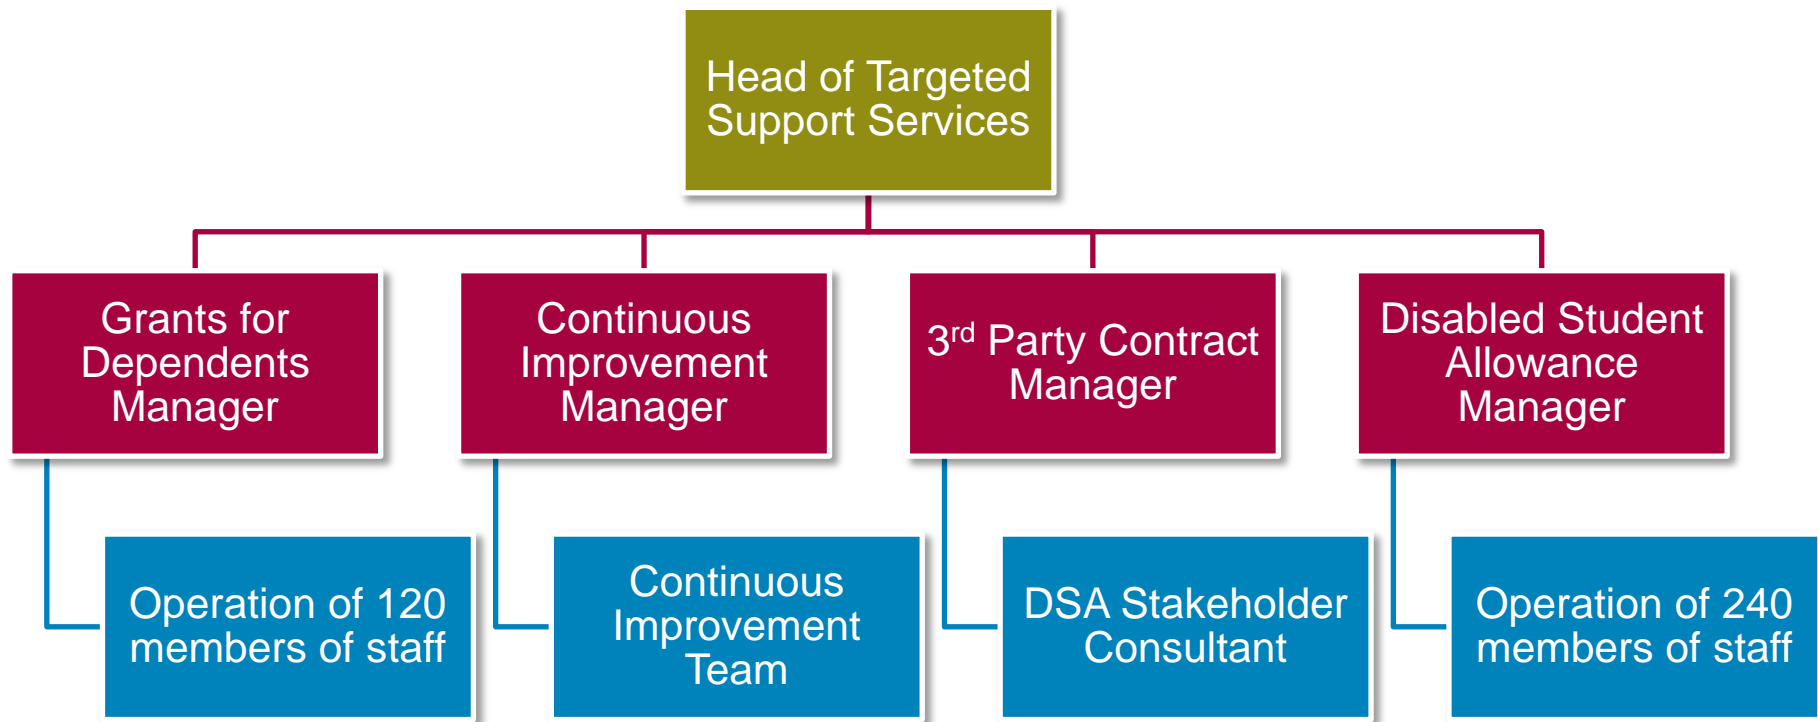 Head of Targeted
Support Services
Grants for
Dependents
Manager
Continuous
Improvement
Manager
3rd Party Contract
Manager
Disabled Student
Allowance
Manager
Operation of 120
members of staff
Continuous
Improvement
Team
DSA Stakeholder
Consultant
Operation of 240
members of staff